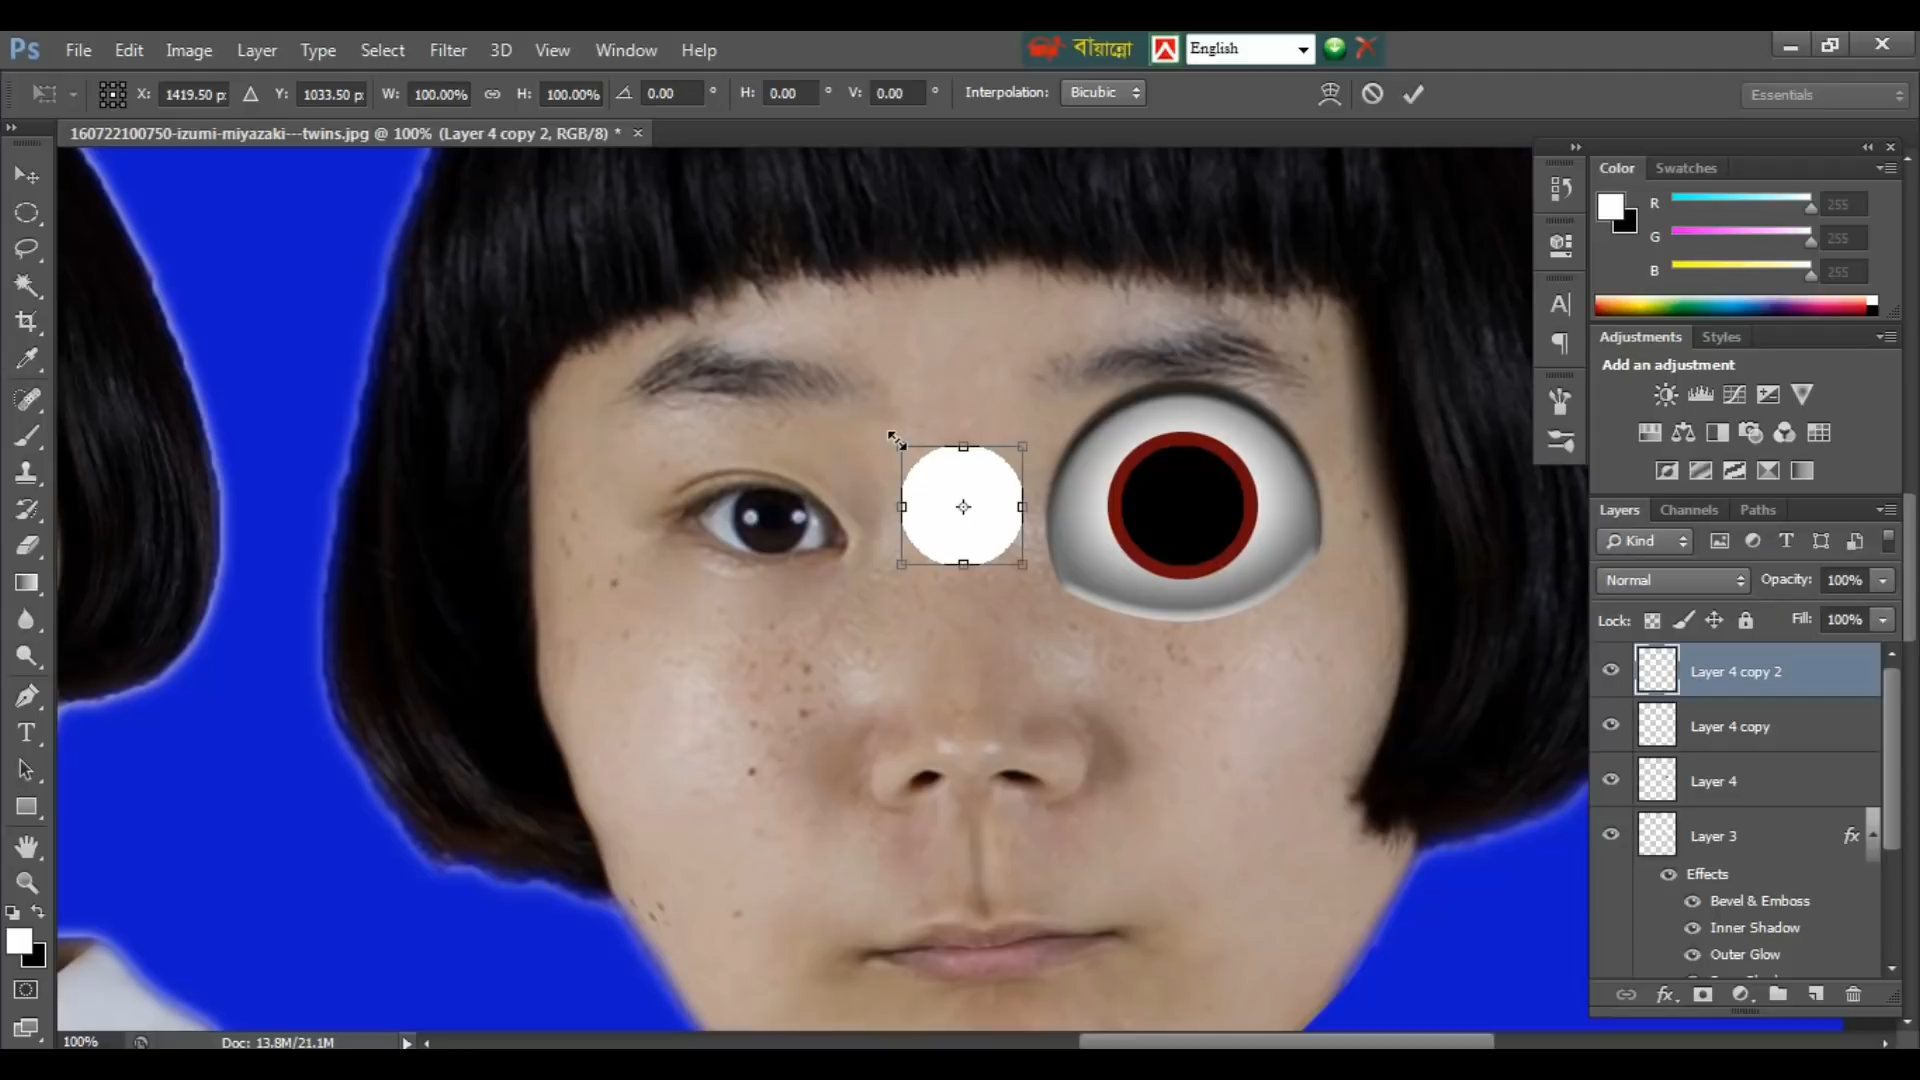 Ps File Edit Image Layer Type Select Filter 3D View Window Help বায়ান্নো English
X: 1419.50 p: Y: 1033.50 p: W: 100.00% H: 100.00% 0.00 ° H: 0.00 ° V: 0.00 ° Interpolation: Bicubic Essentials
160722100750-izumi-miyazaki---twins.jpg @ 100% (Layer 4 copy 2, RGB/8) *
Color Swatches
R 255
G 255
B 255
Adjustments Styles
Add an adjustment
Layers Channels Paths
Kind
Normal Opacity: 100%
Lock: Fill: 100%
Layer 4 copy 2
Layer 4 copy
Layer 4
Layer 3 fx
Effects
Bevel & Emboss
Inner Shadow
Outer Glow
100% Doc: 13.8M/21.1M